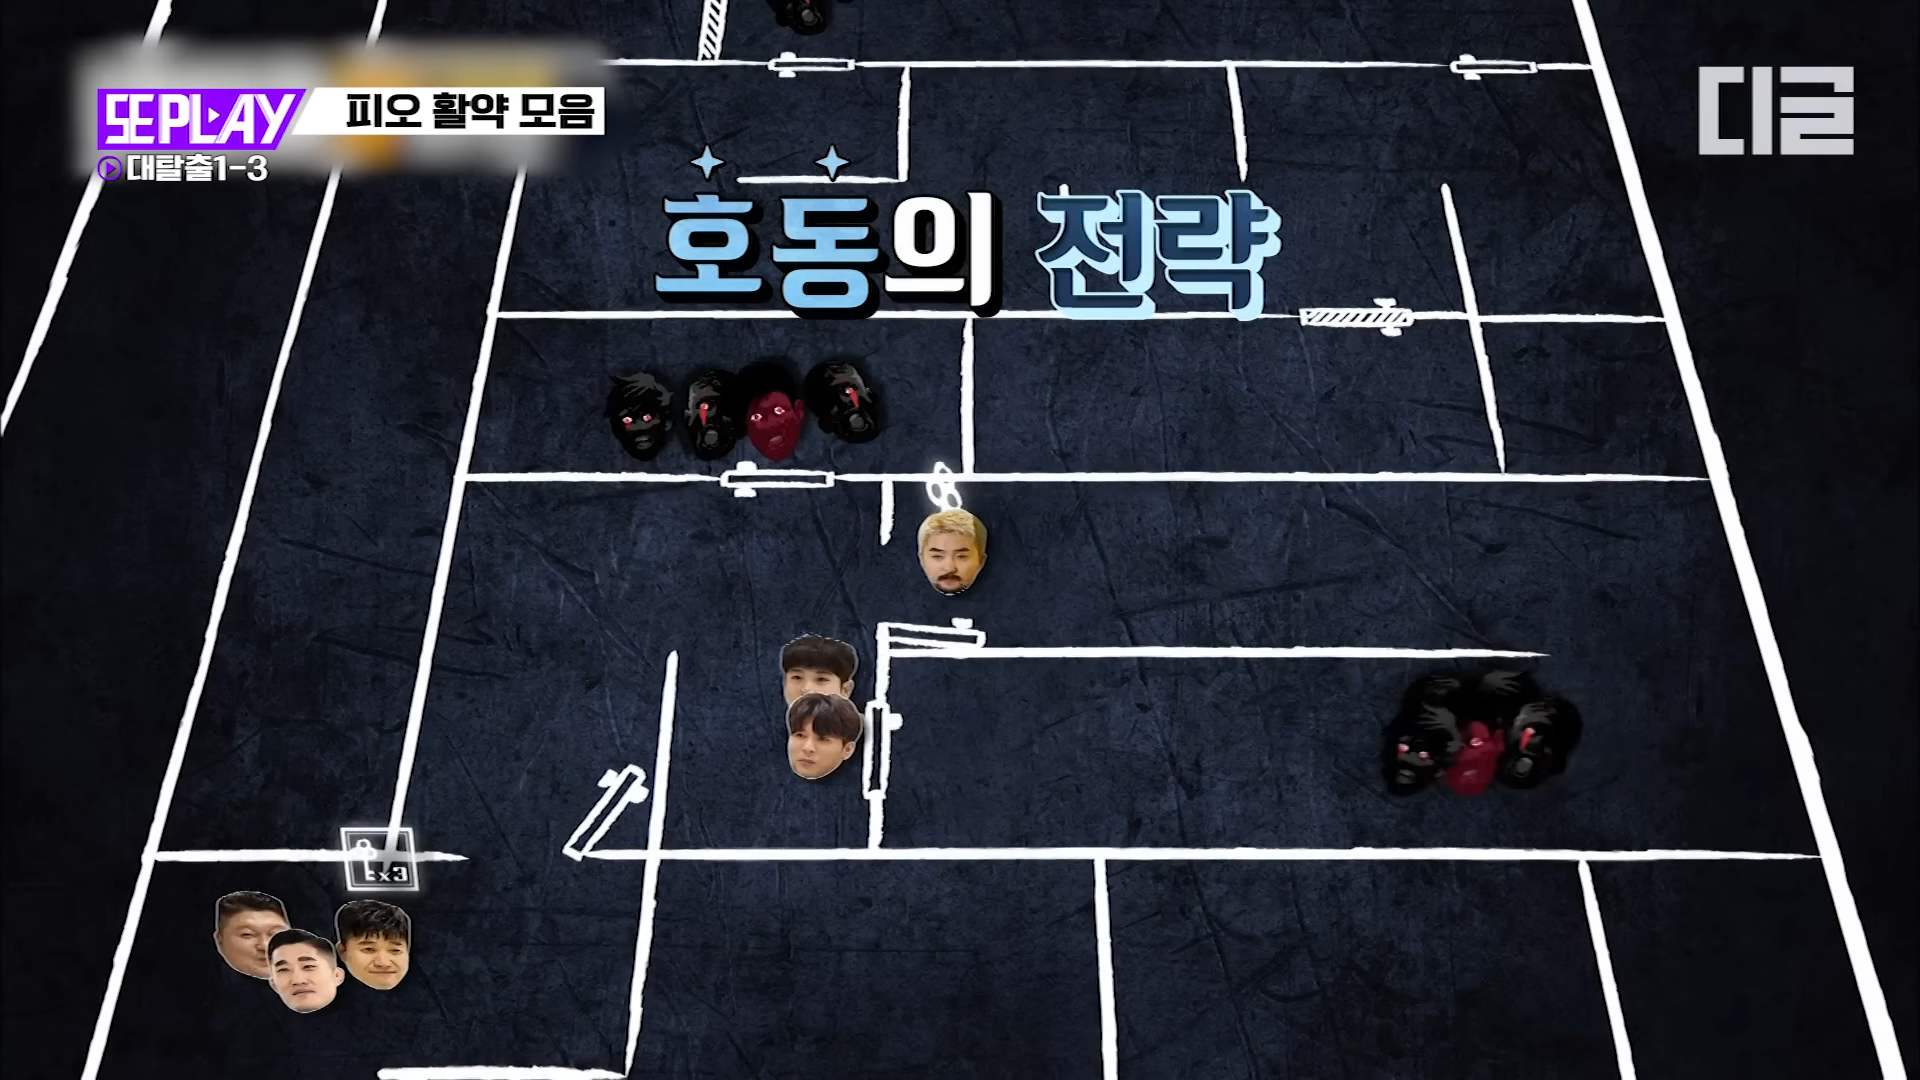 또PLAY
피오 활약 모음
대탈출1-3
디글
호동의 전략
x3